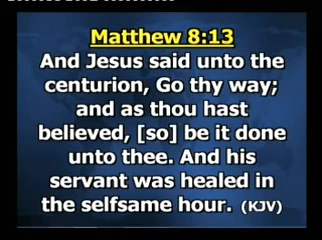 Matthew 8:13
And Jesus said unto the
centurion, Go thy way;
and as thou hast
believed, [so] be it done
unto thee. And his
servant was healed in
the selfsame hour. (KJV)